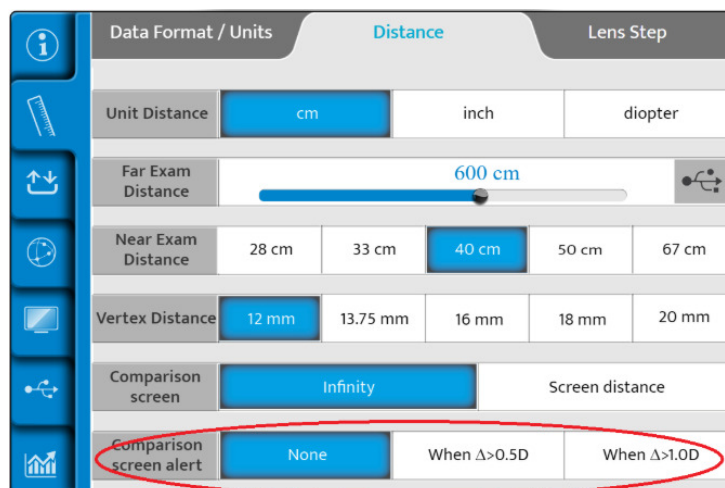 Data Format / Units Distance Lens Step
Unit Distance cm inch diopter
600 cm
Far Exam
Distance
Near Exam
Distance
28 cm 33 cm 40 cm 50 cm 67 cm
Vertex Distance 12 mm 13.75 mm 16 mm 18 mm 20 mm
Comparison
screen
Infinity Screen distance
Comparison
screen alert
None When Δ>0.5D When Δ>1.0D